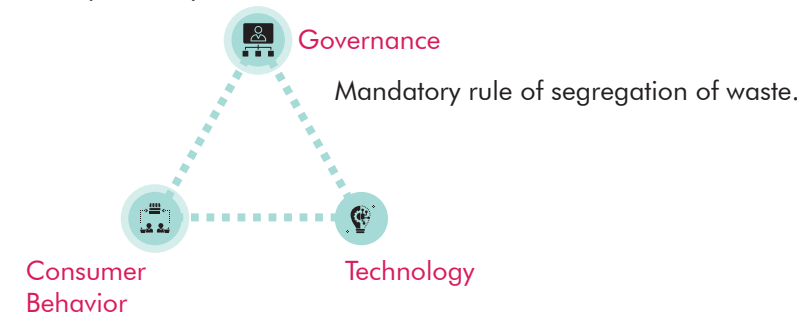 Governance
Mandatory rule of segregation of waste.
Consumer
Behavior
Technology